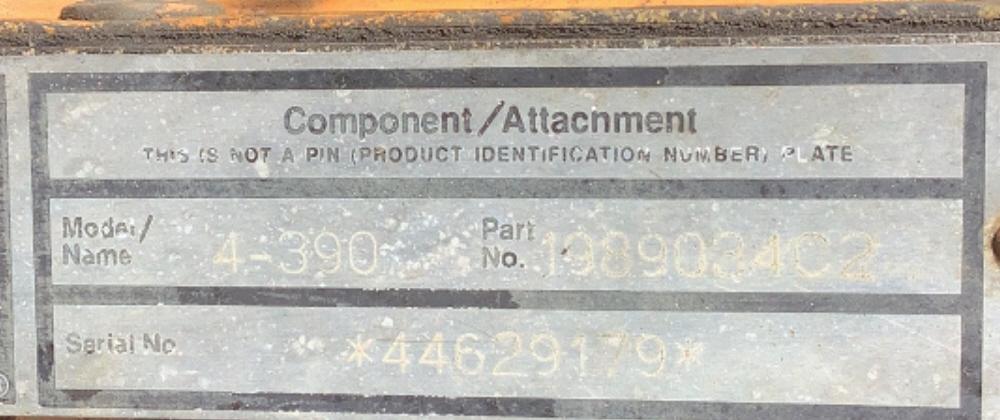 Component/Attachment
THIS IS NOT A PIN (PRODUCT IDENTIFICATION NUMBER) PLATE
Model/ Name 4-390 Part No. 1989034C2
Serial No. *44629179*